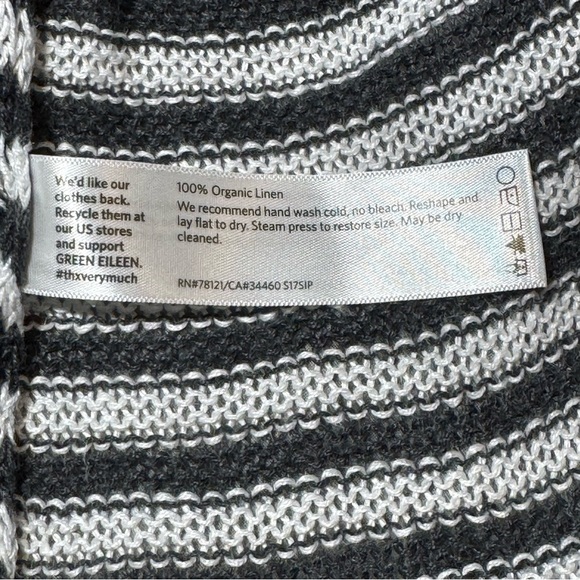 We'd like our
clothes back.
Recycle them at
our US stores
and support
GREEN EILEEN.
#thxverymuch
100% Organic Linen
We recommend hand wash cold, no bleach. Reshape and
lay flat to dry. Steam press to restore size. May be dry
cleaned.
RN#78121/CA#34460 S17SIP